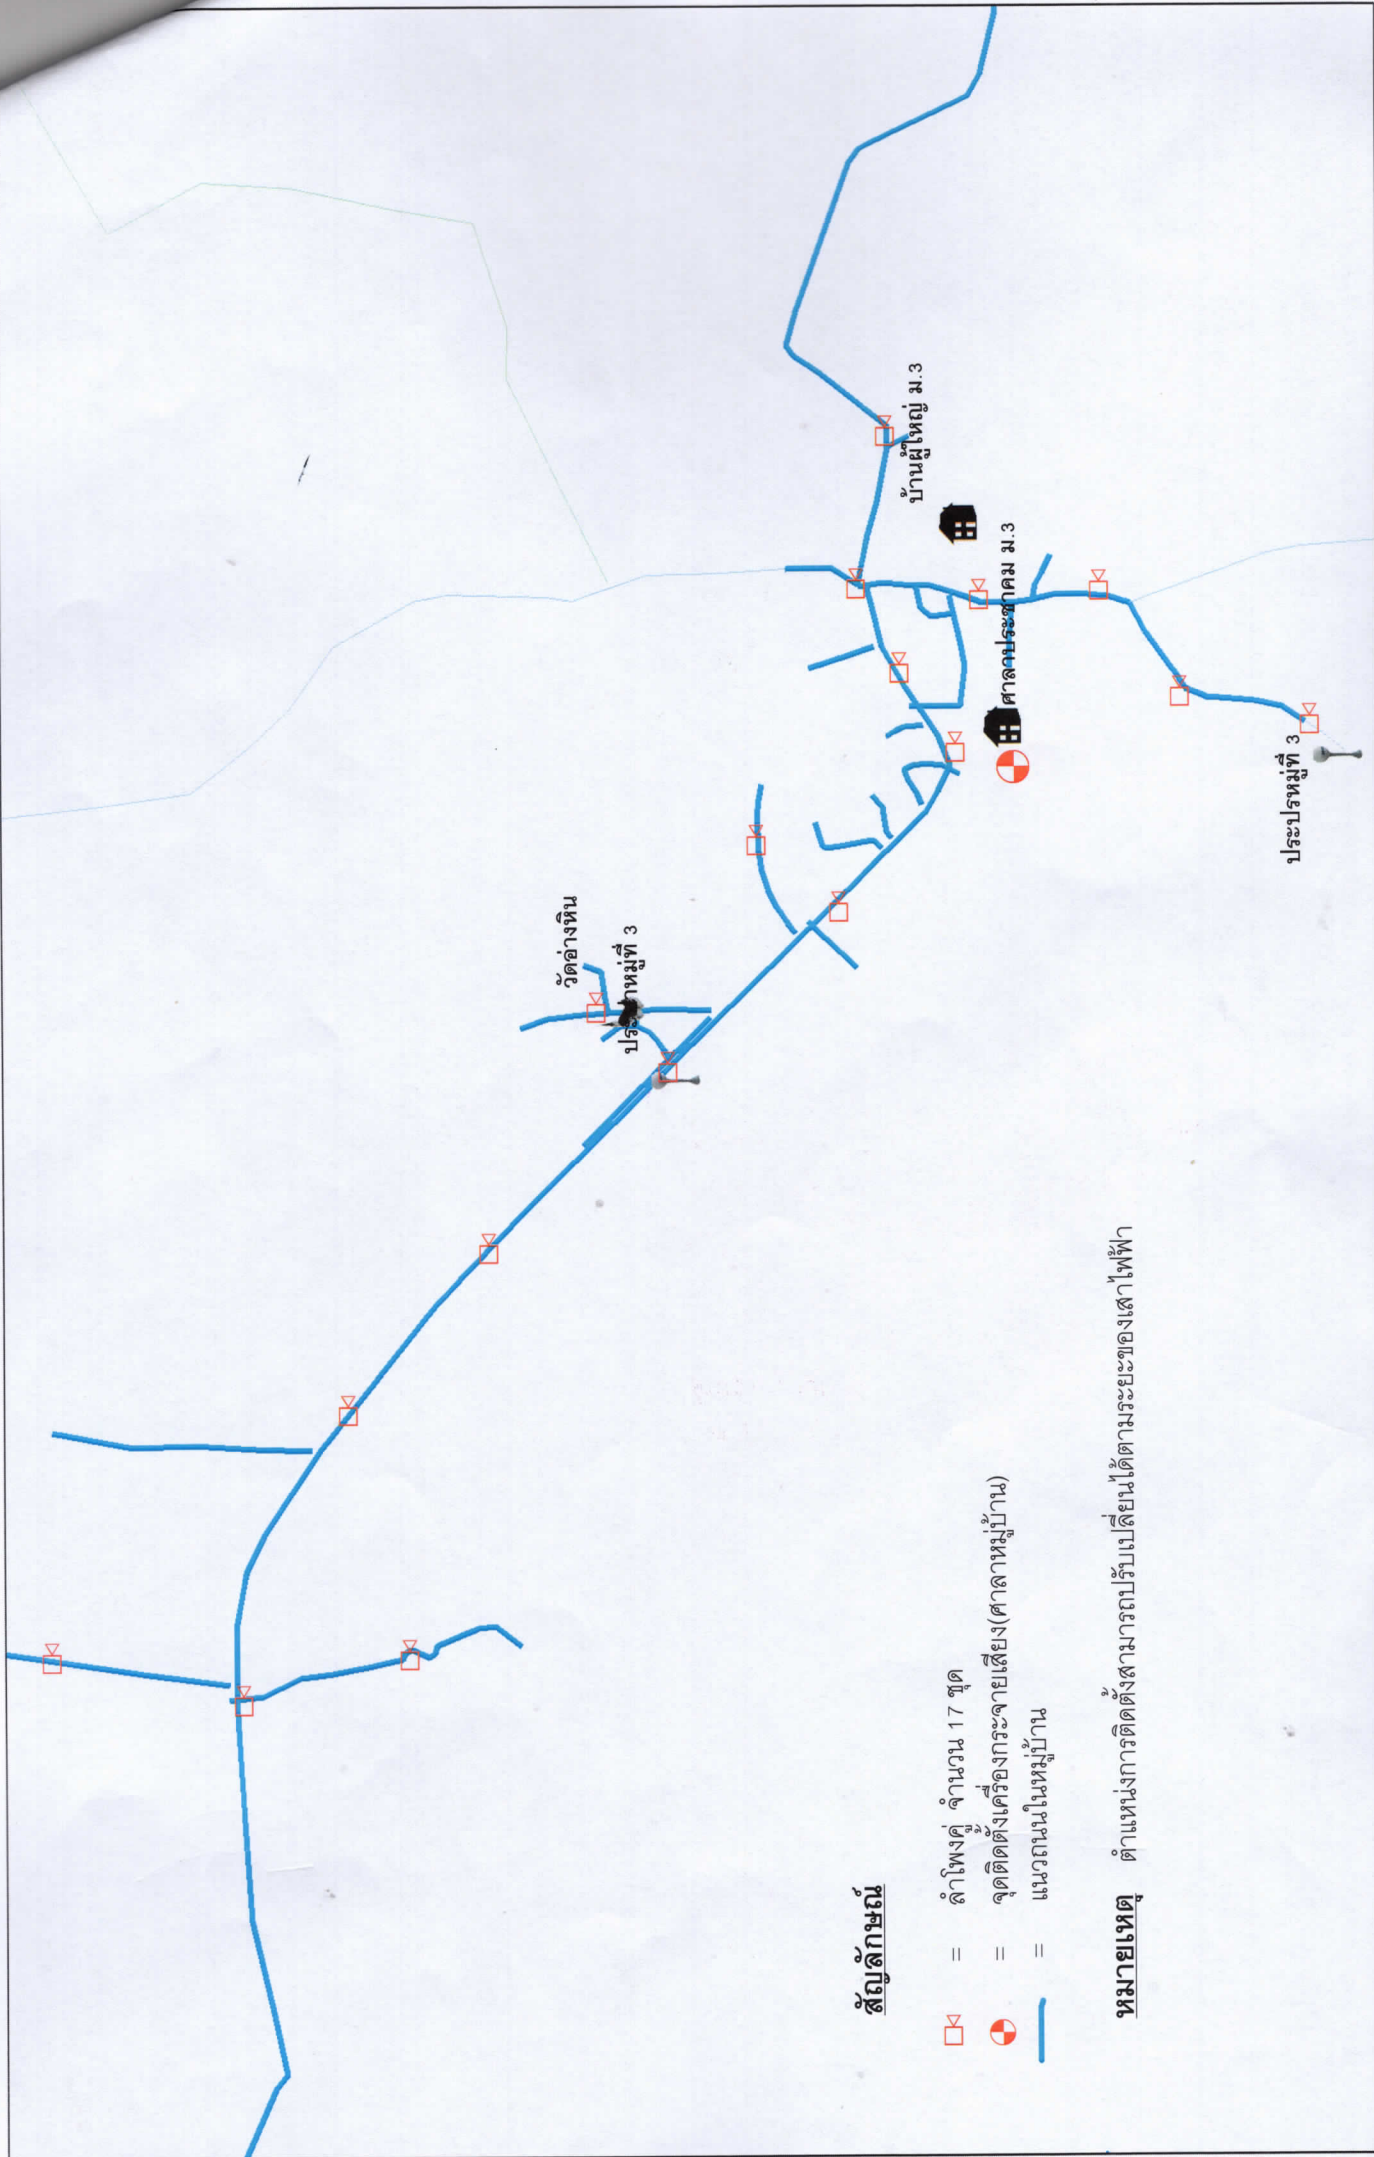 วัดอ่างหิน
ประปาหมู่ที่ 3
บ้านผู้ใหญ่ ม.3
ศาลาประชาคม ม.3
ประปรหมู่ที่ 3
สัญลักษณ์
= ลำโพงคู่ จำนวน 17 ชุด
= จุดติดตั้งเครื่องกระจายเสียง(ศาลาหมู่บ้าน)
= แนวถนนในหมู่บ้าน
หมายเหตุ ตำแหน่งการติดตั้งสามารถปรับเปลี่ยนได้ตามระยะของเสาไฟฟ้า